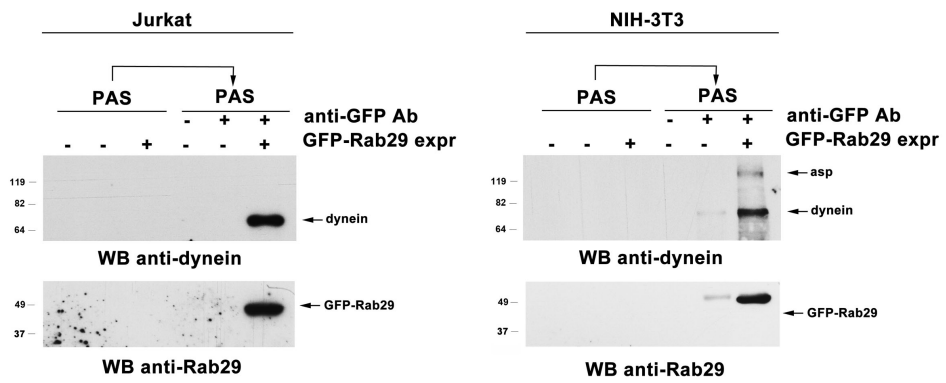 Jurkat
PAS PAS
- + + anti-GFP Ab
- - + - - + GFP-Rab29 expr
119
82
64
dynein
WB anti-dynein
49
37
GFP-Rab29
WB anti-Rab29
NIH-3T3
PAS PAS
- + + anti-GFP Ab
- - + - - + GFP-Rab29 expr
119
82
64
asp
dynein
WB anti-dynein
49
37
GFP-Rab29
WB anti-Rab29